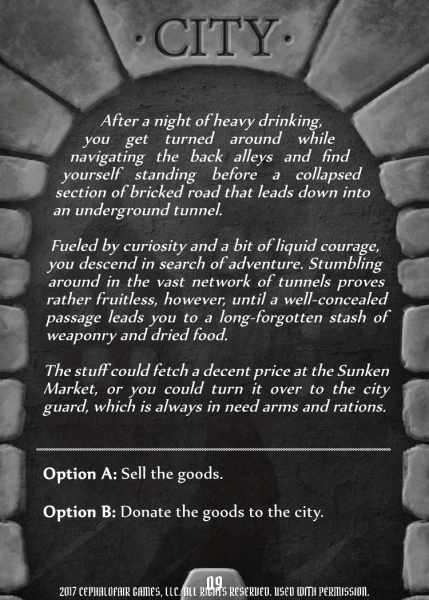 · CITY ·
After a night of heavy drinking,
you get turned around while
navigating the back alleys and find
yourself standing before a collapsed
section of bricked road that leads down into
an underground tunnel.
Fueled by curiosity and a bit of liquid courage,
you descend in search of adventure. Stumbling
around in the vast network of tunnels proves
rather fruitless, however, until a well-concealed
passage leads you to a long-forgotten stash of
weaponry and dried food.
The stuff could fetch a decent price at the Sunken
Market, or you could turn it over to the city
guard, which is always in need arms and rations.
Option A: Sell the goods.
Option B: Donate the goods to the city.
09
2017 CEPHALOFAIR GAMES, LLC. ALL RIGHTS RESERVED. USED WITH PERMISSION.